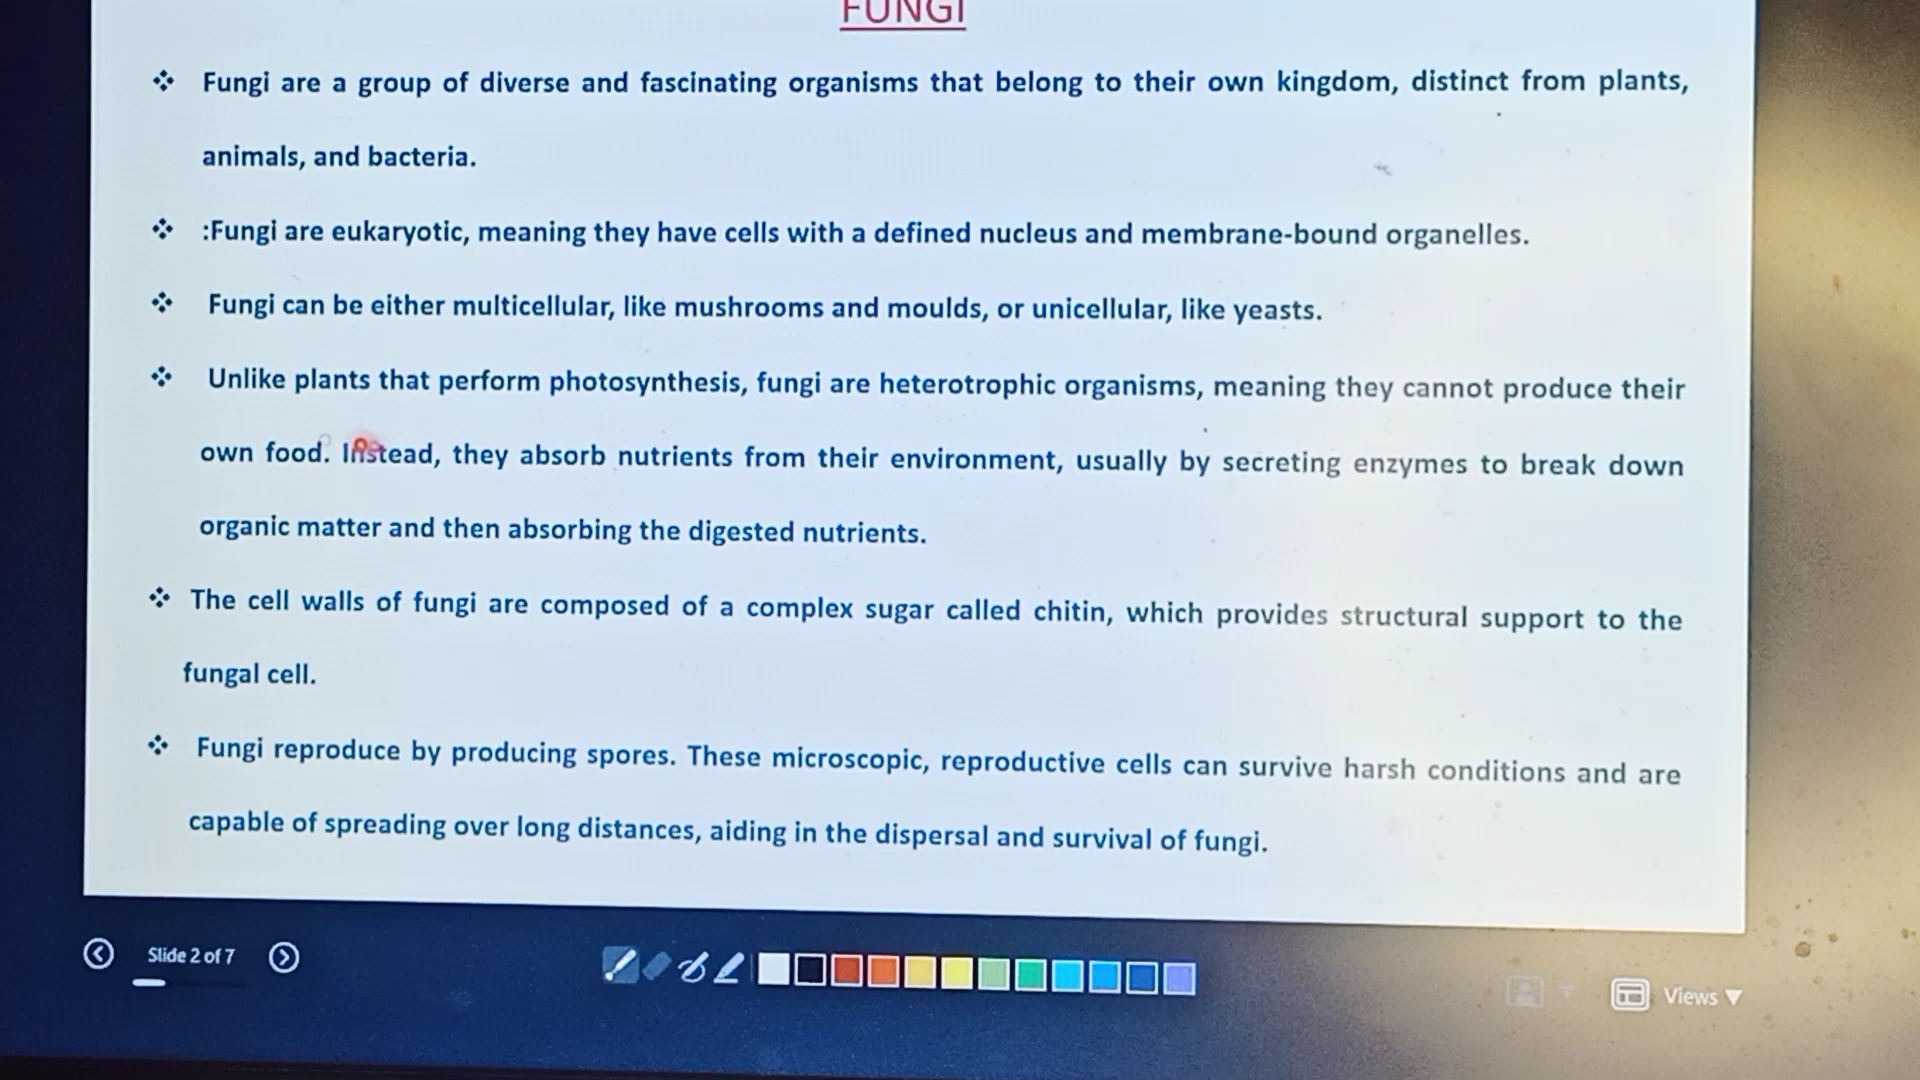 FUNGI
❖ Fungi are a group of diverse and fascinating organisms that belong to their own kingdom, distinct from plants,
animals, and bacteria.
❖ :Fungi are eukaryotic, meaning they have cells with a defined nucleus and membrane-bound organelles.
❖ Fungi can be either multicellular, like mushrooms and moulds, or unicellular, like yeasts.
❖ Unlike plants that perform photosynthesis, fungi are heterotrophic organisms, meaning they cannot produce their
own food. Instead, they absorb nutrients from their environment, usually by secreting enzymes to break down
organic matter and then absorbing the digested nutrients.
❖ The cell walls of fungi are composed of a complex sugar called chitin, which provides structural support to the
fungal cell.
❖ Fungi reproduce by producing spores. These microscopic, reproductive cells can survive harsh conditions and are
capable of spreading over long distances, aiding in the dispersal and survival of fungi.
Slide 2 of 7
Views